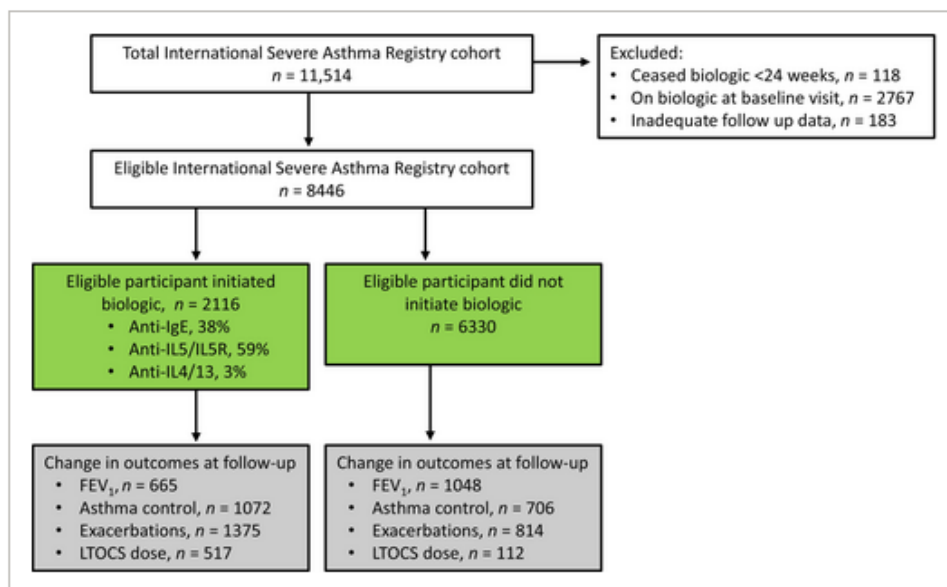 Total International Severe Asthma Registry cohort
n = 11,514
Excluded:
• Ceased biologic <24 weeks, n = 118
• On biologic at baseline visit, n = 2767
• Inadequate follow up data, n = 183
Eligible International Severe Asthma Registry cohort
n = 8446
Eligible participant initiated
biologic, n = 2116
• Anti-IgE, 38%
• Anti-IL5/IL5R, 59%
• Anti-IL4/13, 3%
Eligible participant did not
initiate biologic
n = 6330
Change in outcomes at follow-up
• FEV₁, n = 665
• Asthma control, n = 1072
• Exacerbations, n = 1375
• LTOCS dose, n = 517
Change in outcomes at follow-up
• FEV₁, n = 1048
• Asthma control, n = 706
• Exacerbations, n = 814
• LTOCS dose, n = 112